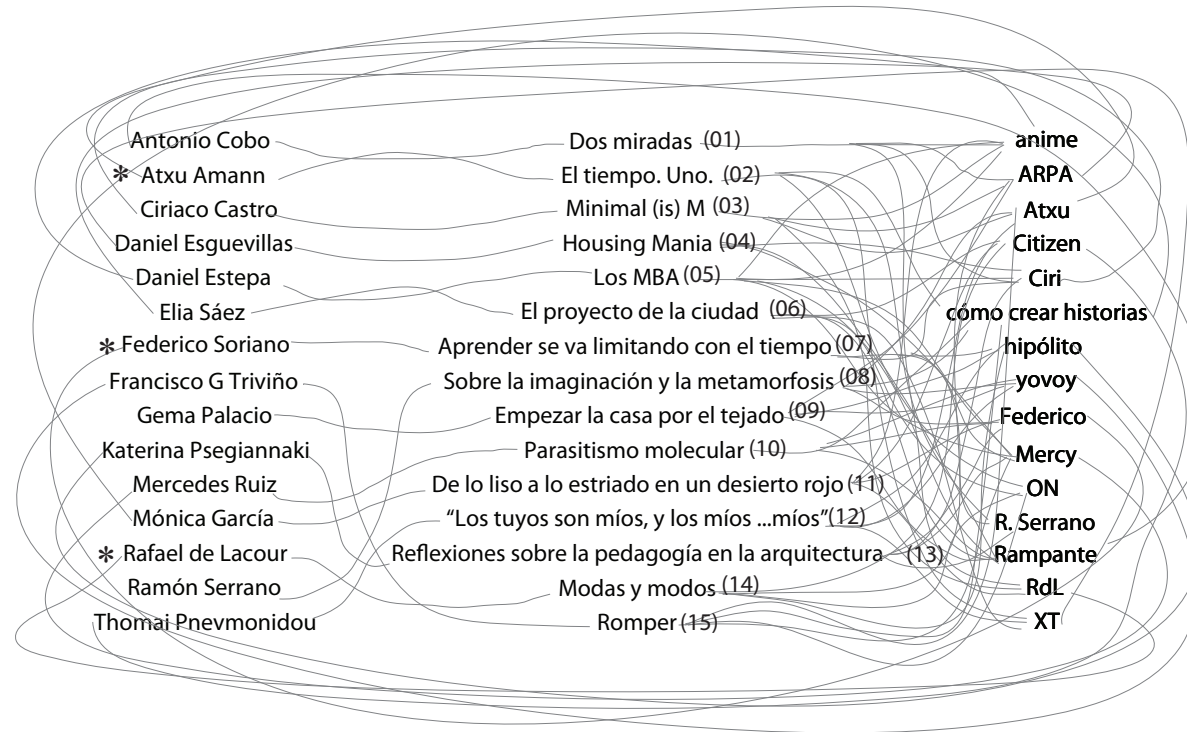 Antonio Cobo Dos miradas (01) anime
* Atxu Amann El tiempo. Uno. (02) ARPA
Ciriaco Castro Minimal (is) M (03) Atxu
Daniel Esguevillas Housing Mania (04) Citizen
Daniel Estepa Los MBA (05) Ciri
Elia Sáez El proyecto de la ciudad (06) cómo crear historias
* Federico Soriano Aprender se va limitando con el tiempo (07) hipólito
Francisco G Triviño Sobre la imaginación y la metamorfosis (08) yovoy
Gema Palacio Empezar la casa por el tejado (09) Federico
Katerina Psegiannaki Parasitismo molecular (10) Mercy
Mercedes Ruiz De lo liso a lo estriado en un desierto rojo (11) ON
Mónica García “Los tuyos son míos, y los míos ...míos” (12) R. Serrano
* Rafael de Lacour Reflexiones sobre la pedagogía en la arquitectura (13) Rampante
Ramón Serrano Modas y modos (14) RdL
Thomai Pnevmonidou Romper (15) XT